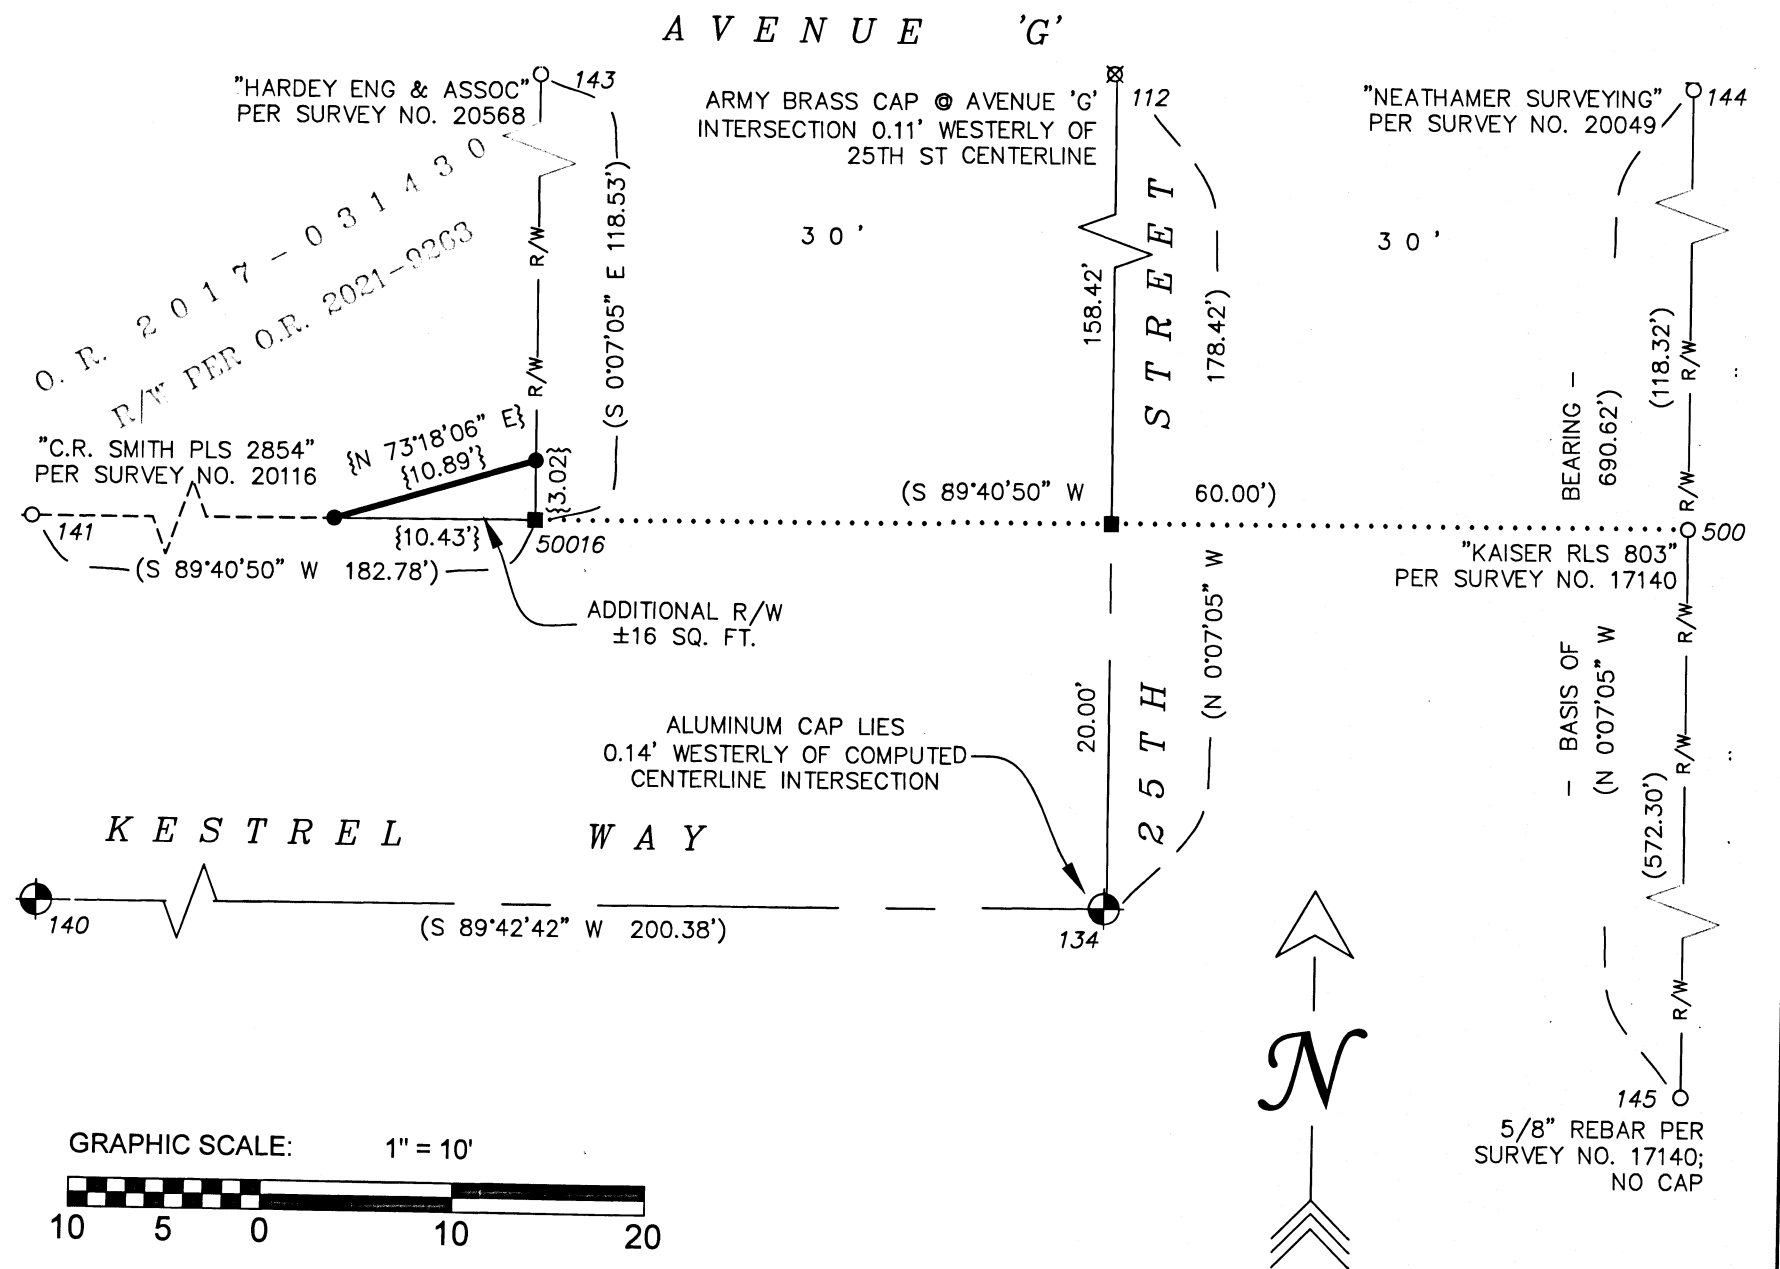 AVENUE 'G'
"HARDEY ENG & ASSOC"
PER SURVEY NO. 20568
143
ARMY BRASS CAP @ AVENUE 'G'
INTERSECTION 0.11' WESTERLY OF
25TH ST CENTERLINE
112
"NEATHAMER SURVEYING"
PER SURVEY NO. 20049
144
O. R. 2017-031430
R/W PER O.R. 2021-9263
R/W
R/W
(S 0°07'05" E 118.53')
30'
158.42'
25TH STREET
(N 0°07'05" W 178.42')
30'
(118.32')
R/W
R/W
"C.R. SMITH PLS 2854"
PER SURVEY NO. 20116
{N 73°18'06" E}
{10.89'}
{3.02'}
141
{10.43'}
50016
(S 89°40'50" W 182.78')
(S 89°40'50" W 60.00')
500
"KAISER RLS 803"
PER SURVEY NO. 17140
ADDITIONAL R/W
±16 SQ. FT.
– BASIS OF BEARING –
(N 0°07'05" W 690.62')
R/W
R/W
(572.30')
20.00'
ALUMINUM CAP LIES
0.14' WESTERLY OF COMPUTED
CENTERLINE INTERSECTION
KESTREL WAY
140
(S 89°42'42" W 200.38')
134
R/W
N
145
5/8" REBAR PER
SURVEY NO. 17140;
NO CAP
GRAPHIC SCALE: 1" = 10'
10 5 0 10 20